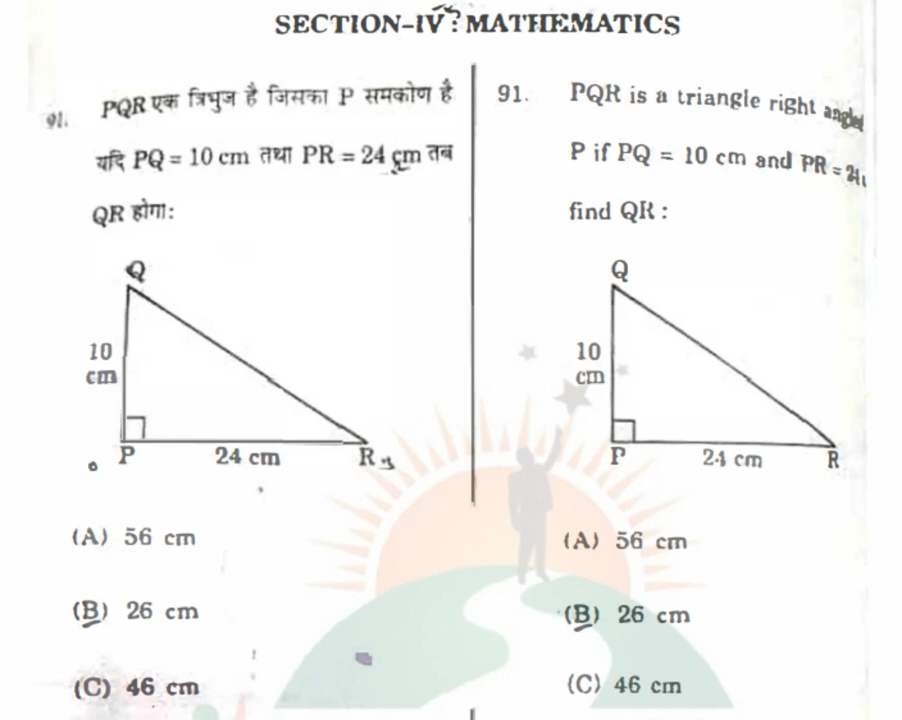 SECTION-IV : MATHEMATICS
91. PQR एक त्रिभुज है जिसका P समकोण है
यदि PQ = 10 cm तथा PR = 24 cm तब
QR होगा:
Q
10
cm
P 24 cm R
(A) 56 cm
(B) 26 cm
(C) 46 cm
91. PQR is a triangle right angled
P if PQ = 10 cm and PR = 24
find QR :
Q
10
cm
P 24 cm R
(A) 56 cm
(B) 26 cm
(C) 46 cm